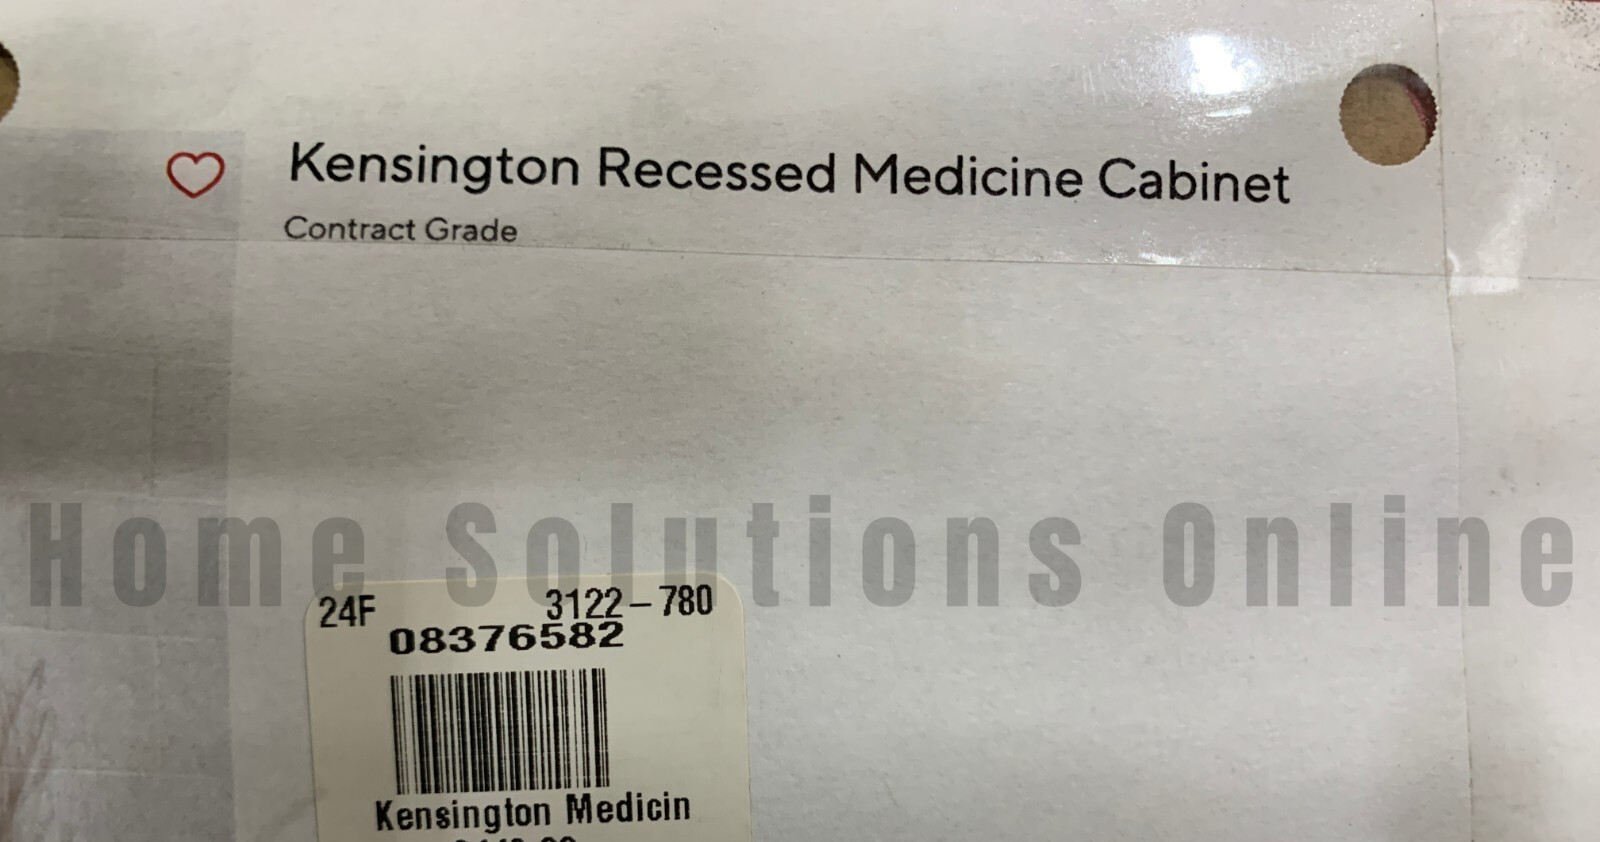 Kensington Recessed Medicine Cabinet
Contract Grade
Home Solutions Online
24F 3122-780
08376582
Kensington Medicin